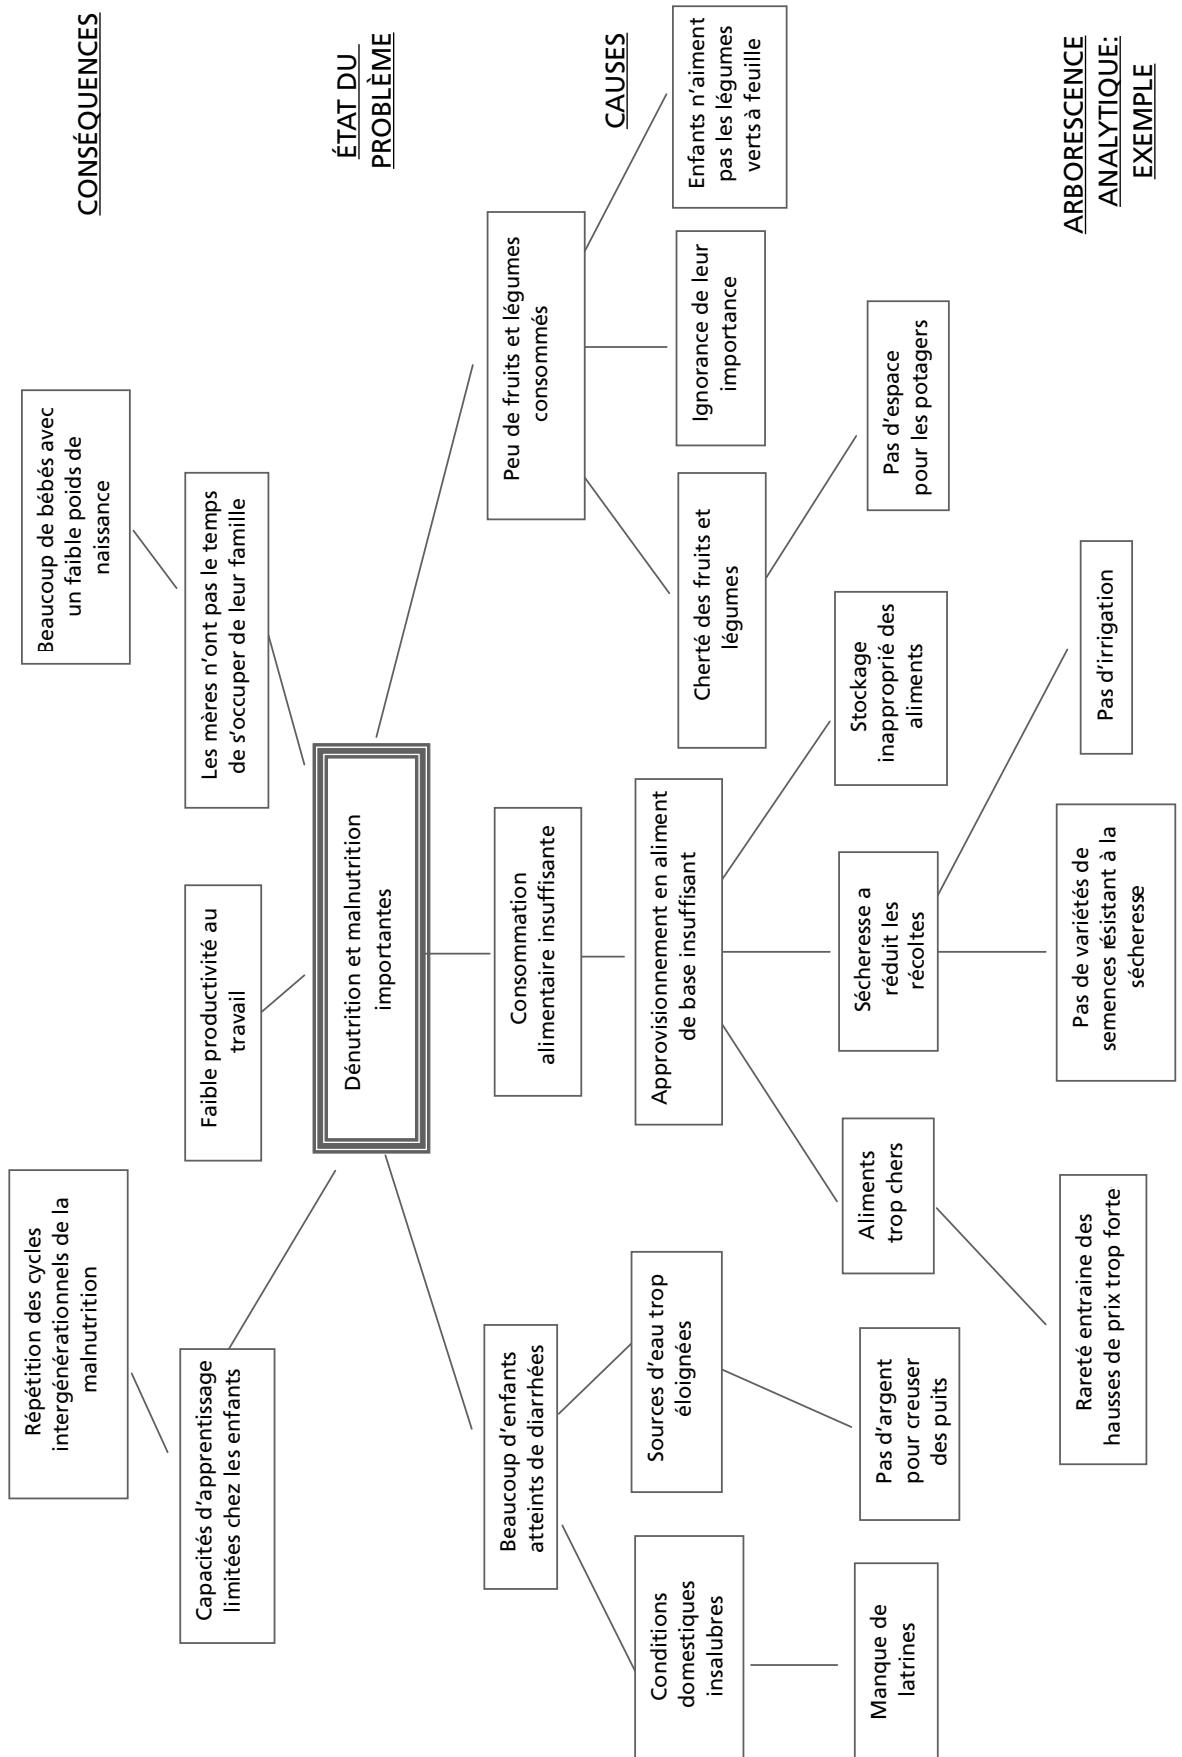 Répétition des cycles
intergénérationnels de la
malnutrition
Beaucoup de bébés avec
un faible poids de
naissance
CONSÉQUENCES
Capacités d'apprentissage
limitées chez les enfants
Faible productivité au
travail
Les mères n'ont pas le temps
de s'occuper de leur famille
Dénutrition et malnutrition
importantes
ÉTAT DU
PROBLÈME
Beaucoup d'enfants
atteints de diarrhées
Consommation
alimentaire insuffisante
Peu de fruits et légumes
consommés
CAUSES
Conditions
domestiques
insalubres
Sources d'eau trop
éloignées
Approvisionnement en aliment
de base insuffisant
Cherté des fruits et
légumes
Ignorance de leur
importance
Enfants n'aiment
pas les légumes
verts à feuille
Manque de
latrines
Pas d'argent
pour creuser
des puits
Aliments
trop chers
Sécheresse a
réduit les
récoltes
Stockage
inapproprié des
aliments
Pas d'espace
pour les potagers
Rareté entraine des
hausses de prix trop forte
Pas de variétés de
semences résistant à la
sécheresse
Pas d'irrigation
ARBORESCENCE
ANALYTIQUE:
EXEMPLE